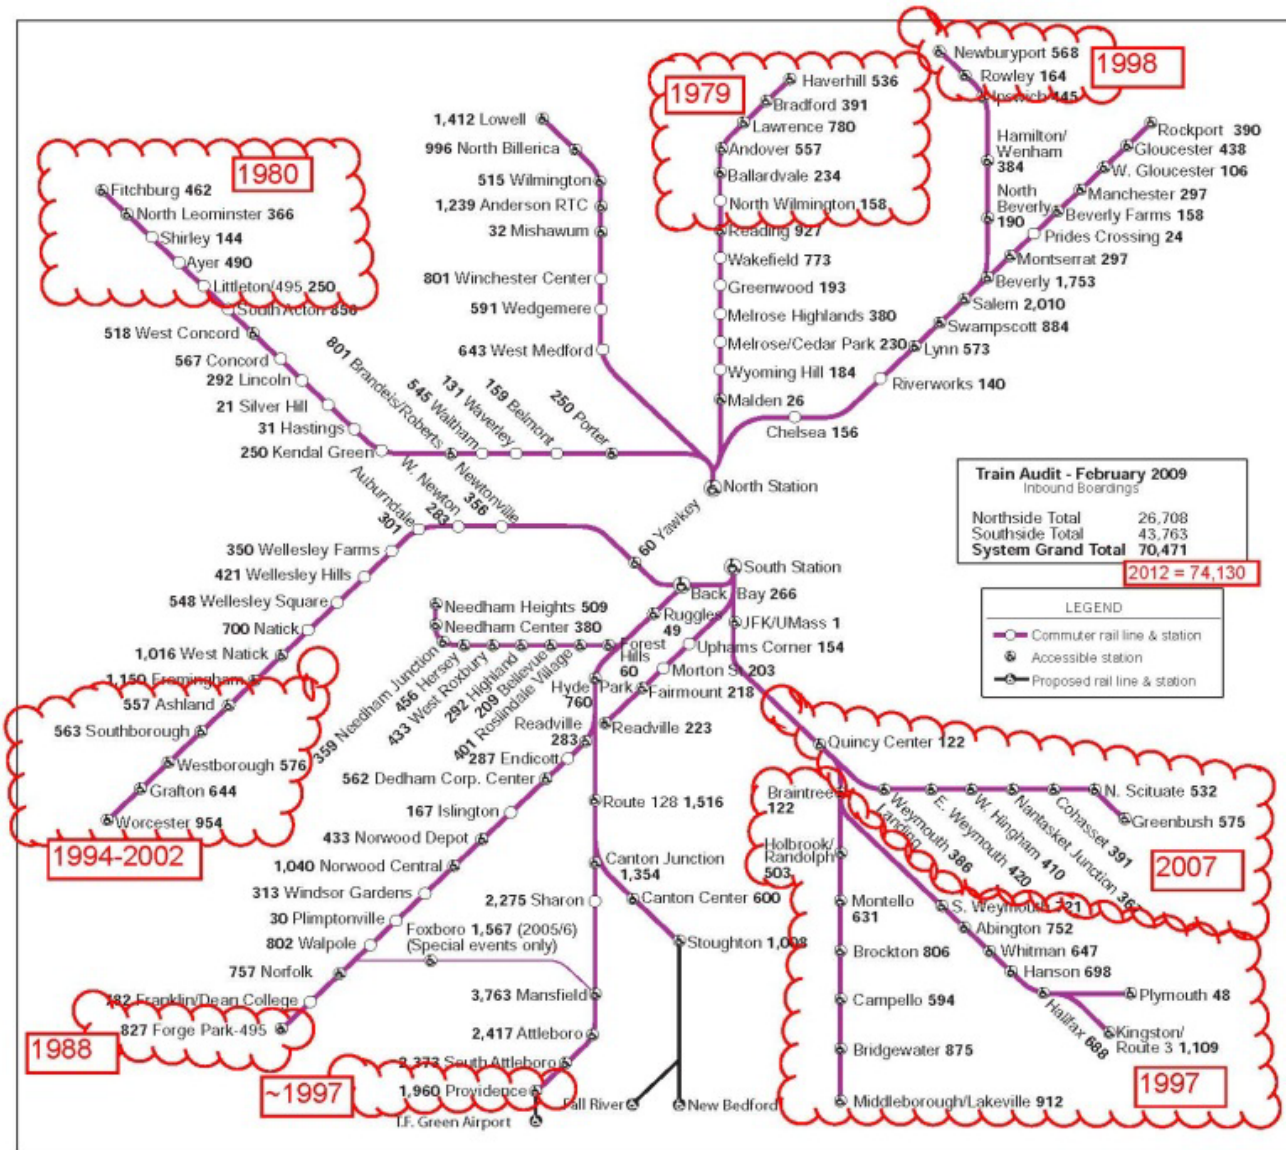 Newburyport 568
Rowley 164
Ipswich 445
1998
Hamilton/
Wenham
384
North
Beverly
190
Rockport 390
Gloucester 438
W. Gloucester 106
Manchester 297
Beverly Farms 158
Prides Crossing 24
Montserrat 297
Beverly 1,753
Salem 2,010
Swampscott 884
Lynn 573
Riverworks 140
Chelsea 156
1979
Haverhill 536
Bradford 391
Lawrence 780
Andover 557
Ballardvale 234
North Wilmington 158
Reading 927
Wakefield 773
Greenwood 193
Melrose Highlands 380
Melrose/Cedar Park 230
Wyoming Hill 184
Malden 26
1,412 Lowell
996 North Billerica
515 Wilmington
1,239 Anderson RTC
32 Mishawum
801 Winchester Center
591 Wedgemere
643 West Medford
1980
Fitchburg 462
North Leominster 366
Shirley 144
Ayer 490
Littleton/495 250
South Acton 856
518 West Concord
567 Concord
292 Lincoln
21 Silver Hill
31 Hastings
250 Kendal Green
801 Brandeis/Roberts
545 Waltham
131 Waverley
159 Belmont
250 Porter
North Station
Train Audit - February 2009
Inbound Boardings
Northside Total 26,708
Southside Total 43,763
System Grand Total 70,471
2012 = 74,130
LEGEND
Commuter rail line & station
Accessible station
Proposed rail line & station
60 Yawkey
Newtonville
356
W. Newton
283
Auburndale
301
350 Wellesley Farms
421 Wellesley Hills
548 Wellesley Square
700 Natick
1,016 West Natick
1,150 Framingham
557 Ashland
563 Southborough
Westborough 576
Grafton 644
Worcester 954
1994-2002
South Station
Back Bay 266
Ruggles
49
JFK/UMass 1
Uphams Corner 154
Morton St 203
Fairmount 218
Readville 223
Needham Heights 509
Needham Center 380
359 Needham Junction
456 Hersey
433 West Roxbury
292 Highland
209 Bellevue
401 Roslindale Village
Forest
Hills
60
Hyde Park
760
Readville
283
287 Endicott
562 Dedham Corp. Center
167 Islington
433 Norwood Depot
1,040 Norwood Central
313 Windsor Gardens
30 Plimptonville
802 Walpole
757 Norfolk
Franklin/Dean College
827 Forge Park-495
1988
Foxboro 1,567 (2005/6)
(Special events only)
Route 128 1,516
Canton Junction
1,354
Canton Center 600
Stoughton 1,008
2,275 Sharon
3,763 Mansfield
2,417 Attleboro
2,373 South Attleboro
1,960 Providence
~1997
T.F. Green Airport
Fall River
New Bedford
Quincy Center 122
Braintree
122
Weymouth
Landing
386
E. Weymouth 420
W. Hingham 410
Nantasket Junction
Cohasset 391
N. Scituate 532
Greenbush 575
2007
Holbrook/
Randolph
503
Montello
631
Brockton 806
Campello 594
Bridgewater 875
Middleborough/Lakeville 912
S. Weymouth 721
Abington 752
Whitman 647
Hanson 698
Halifax 688
Plymouth 48
Kingston/
Route 3 1,109
1997